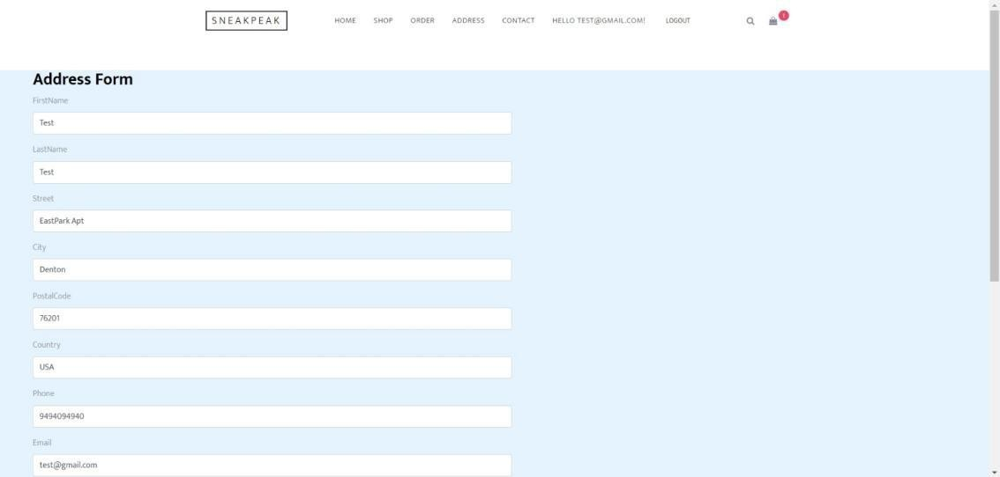 SNEAKPEAK HOME SHOP ORDER ADDRESS CONTACT HELLO TEST@GMAIL.COM! LOGOUT 1
Address Form
FirstName
Test
LastName
Test
Street
EastPark Apt
City
Denton
PostalCode
76201
Country
USA
Phone
9494094940
Email
test@gmail.com